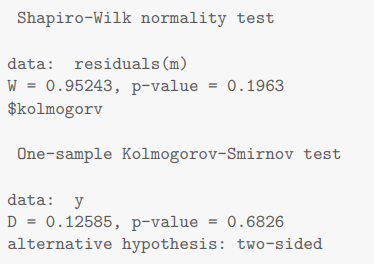 Shapiro-Wilk normality test
data:  residuals(m)
W = 0.95243, p-value = 0.1963
$kolmogorv
One-sample Kolmogorov-Smirnov test
data:  y
D = 0.12585, p-value = 0.6826
alternative hypothesis: two-sided